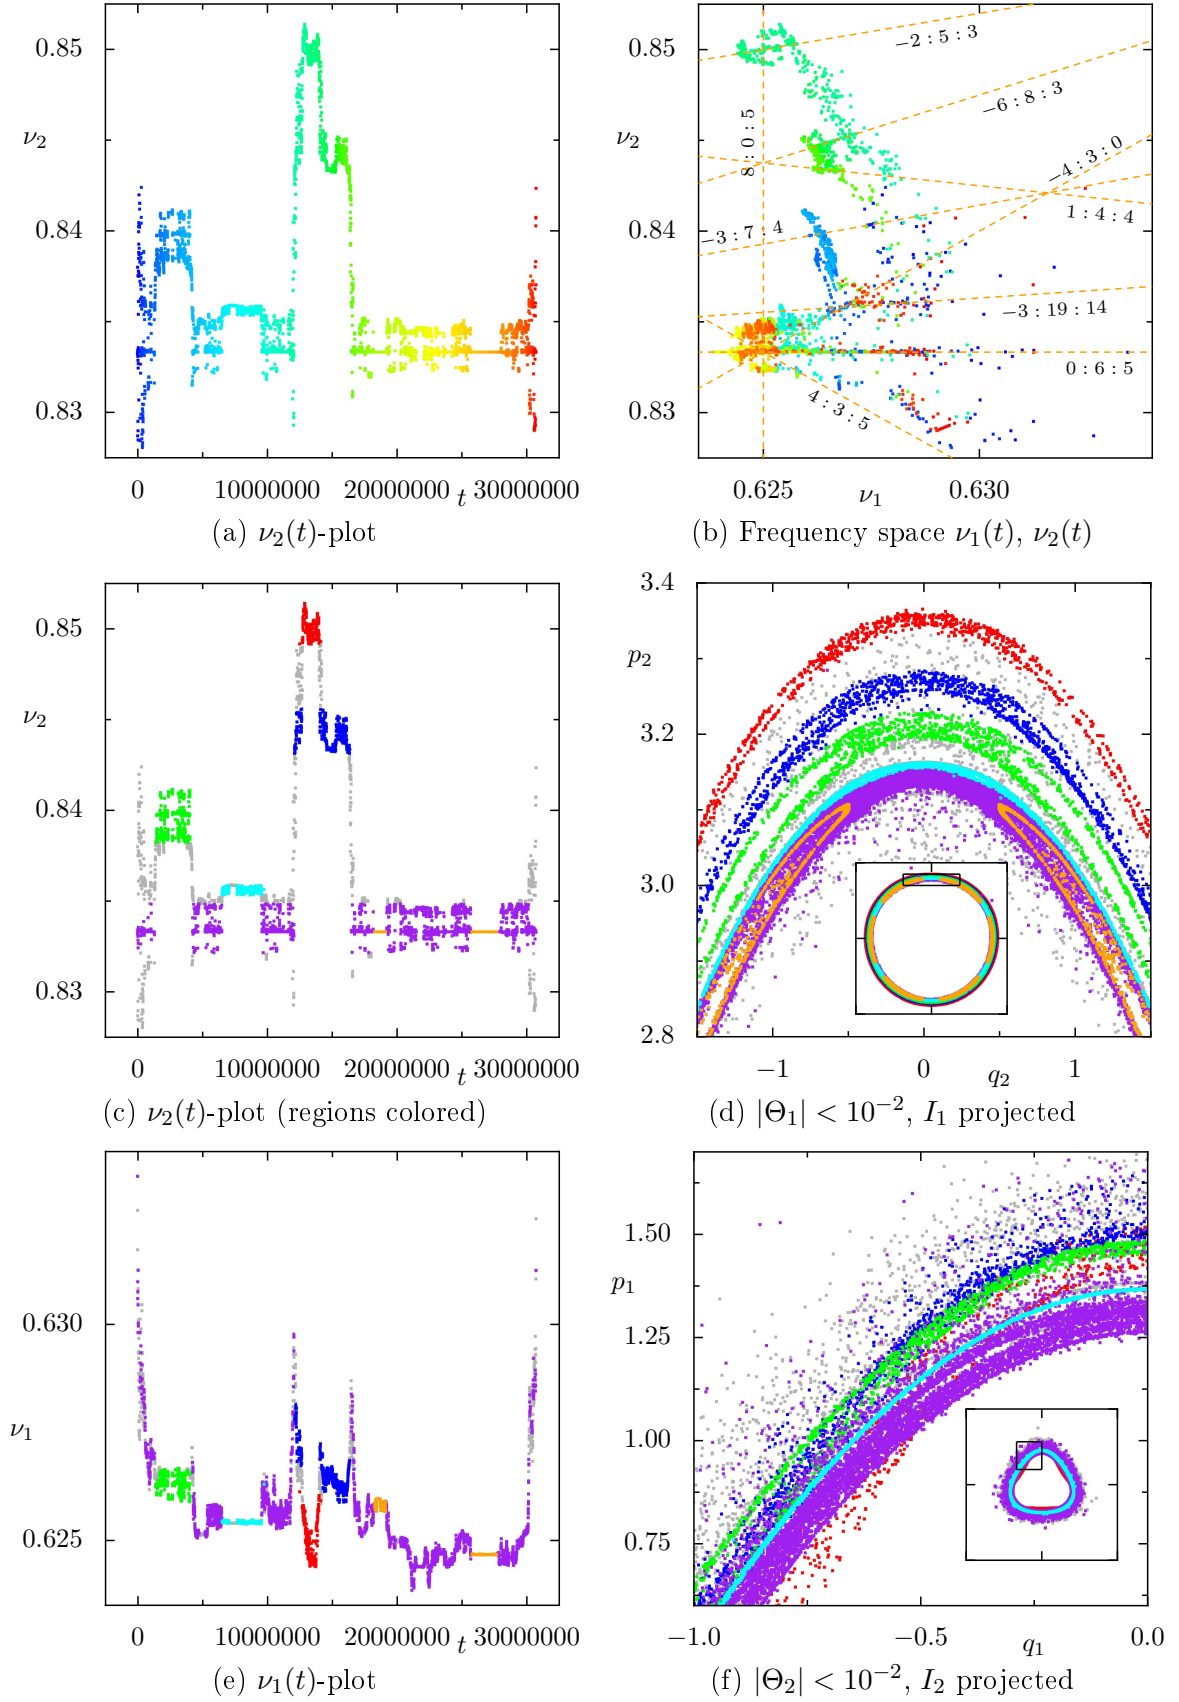 0.85
ν₂
0.84
0.83
0 10000000 t 20000000 30000000
(a) ν₂(t)-plot
0.85
ν₂
0.84
0.83
−2 : 5 : 3
−6 : 8 : 3
8 : 0 : 5
−4 : 3 : 0
1 : 4 : 4
−3 : 7 : 4
−3 : 19 : 14
0 : 6 : 5
4 : 3 : 5
0.625 ν₁ 0.630
(b) Frequency space ν₁(t), ν₂(t)
0.85
ν₂
0.84
0.83
0 10000000 t 20000000 30000000
(c) ν₂(t)-plot (regions colored)
3.4
p₂
3.2
3.0
2.8
−1 0 q₂ 1
(d) |Θ₁| < 10⁻², I₁ projected
0.630
ν₁
0.625
0 10000000 t 20000000 30000000
(e) ν₁(t)-plot
1.50
p₁
1.25
1.00
0.75
−1.0 −0.5 q₁ 0.0
(f) |Θ₂| < 10⁻², I₂ projected